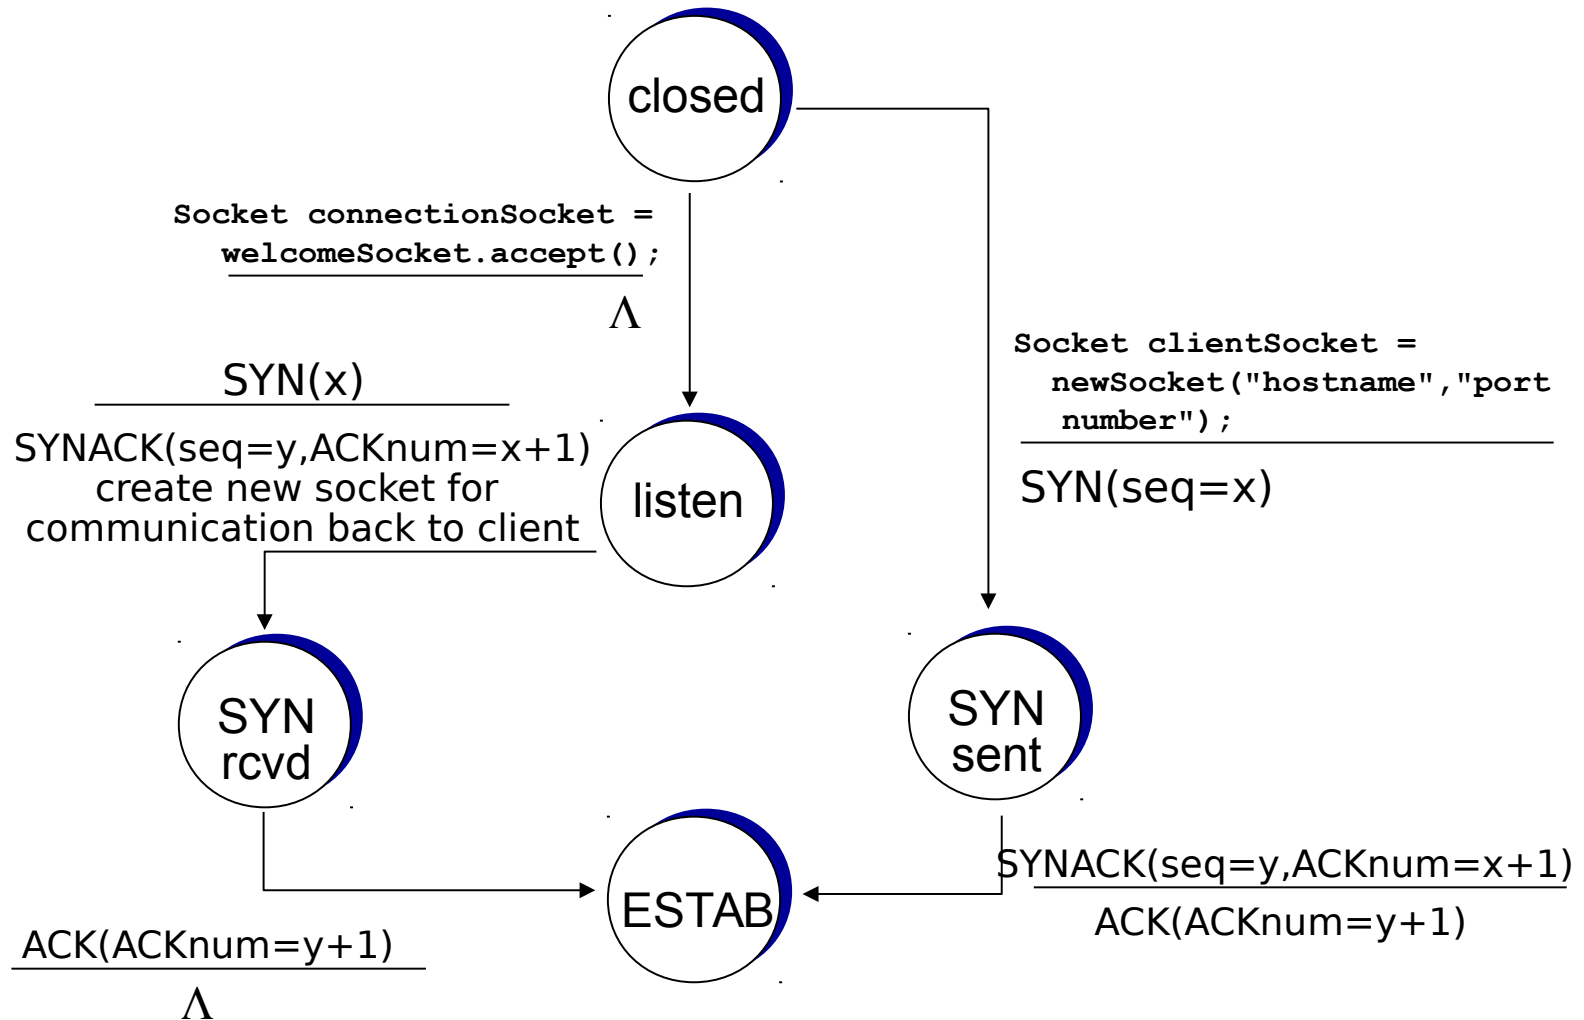 closed
Socket connectionSocket =
welcomeSocket.accept();
Λ
Socket clientSocket =
newSocket("hostname","port
number");
SYN(seq=x)
SYN(x)
SYNACK(seq=y,ACKnum=x+1)
create new socket for
communication back to client
listen
SYN
rcvd
SYN
sent
ESTAB
SYNACK(seq=y,ACKnum=x+1)
ACK(ACKnum=y+1)
ACK(ACKnum=y+1)
Λ